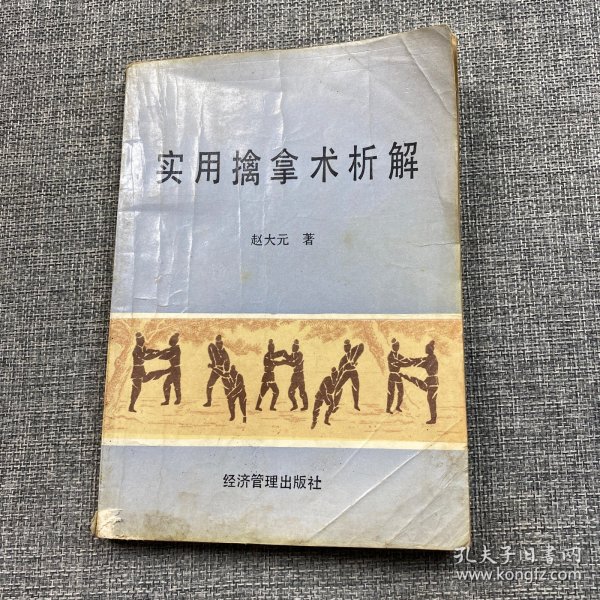 实用擒拿术析解
赵大元 著
经济管理出版社
孔夫子旧书网
www.kongfz.com